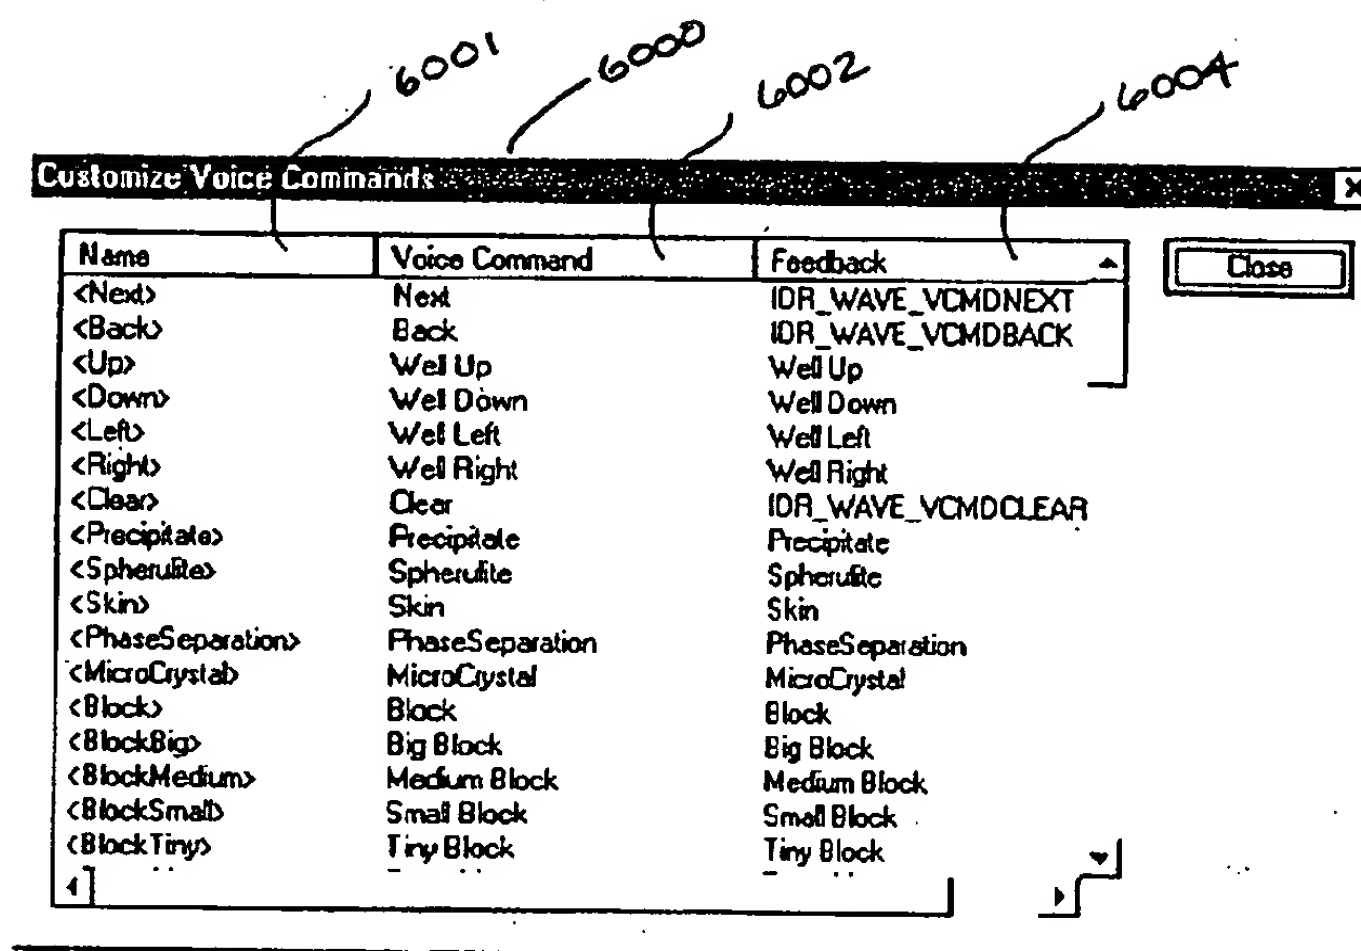 6001 6000 6002 6004
Customize Voice Commands
Name Voice Command Feedback Close
<Next> Next IDR_WAVE_VCMDNEXT
<Back> Back IDR_WAVE_VCMDBACK
<Up> Well Up Well Up
<Down> Well Down Well Down
<Left> Well Left Well Left
<Right> Well Right Well Right
<Clear> Clear IDR_WAVE_VCMDCLEAR
<Precipitate> Precipitate Precipitate
<Spherulite> Spherulite Spherulite
<Skin> Skin Skin
<PhaseSeparation> PhaseSeparation PhaseSeparation
<MicroCrystal> MicroCrystal MicroCrystal
<Block> Block Block
<BlockBig> Big Block Big Block
<BlockMedium> Medium Block Medium Block
<BlockSmall> Small Block Small Block
<BlockTiny> Tiny Block Tiny Block